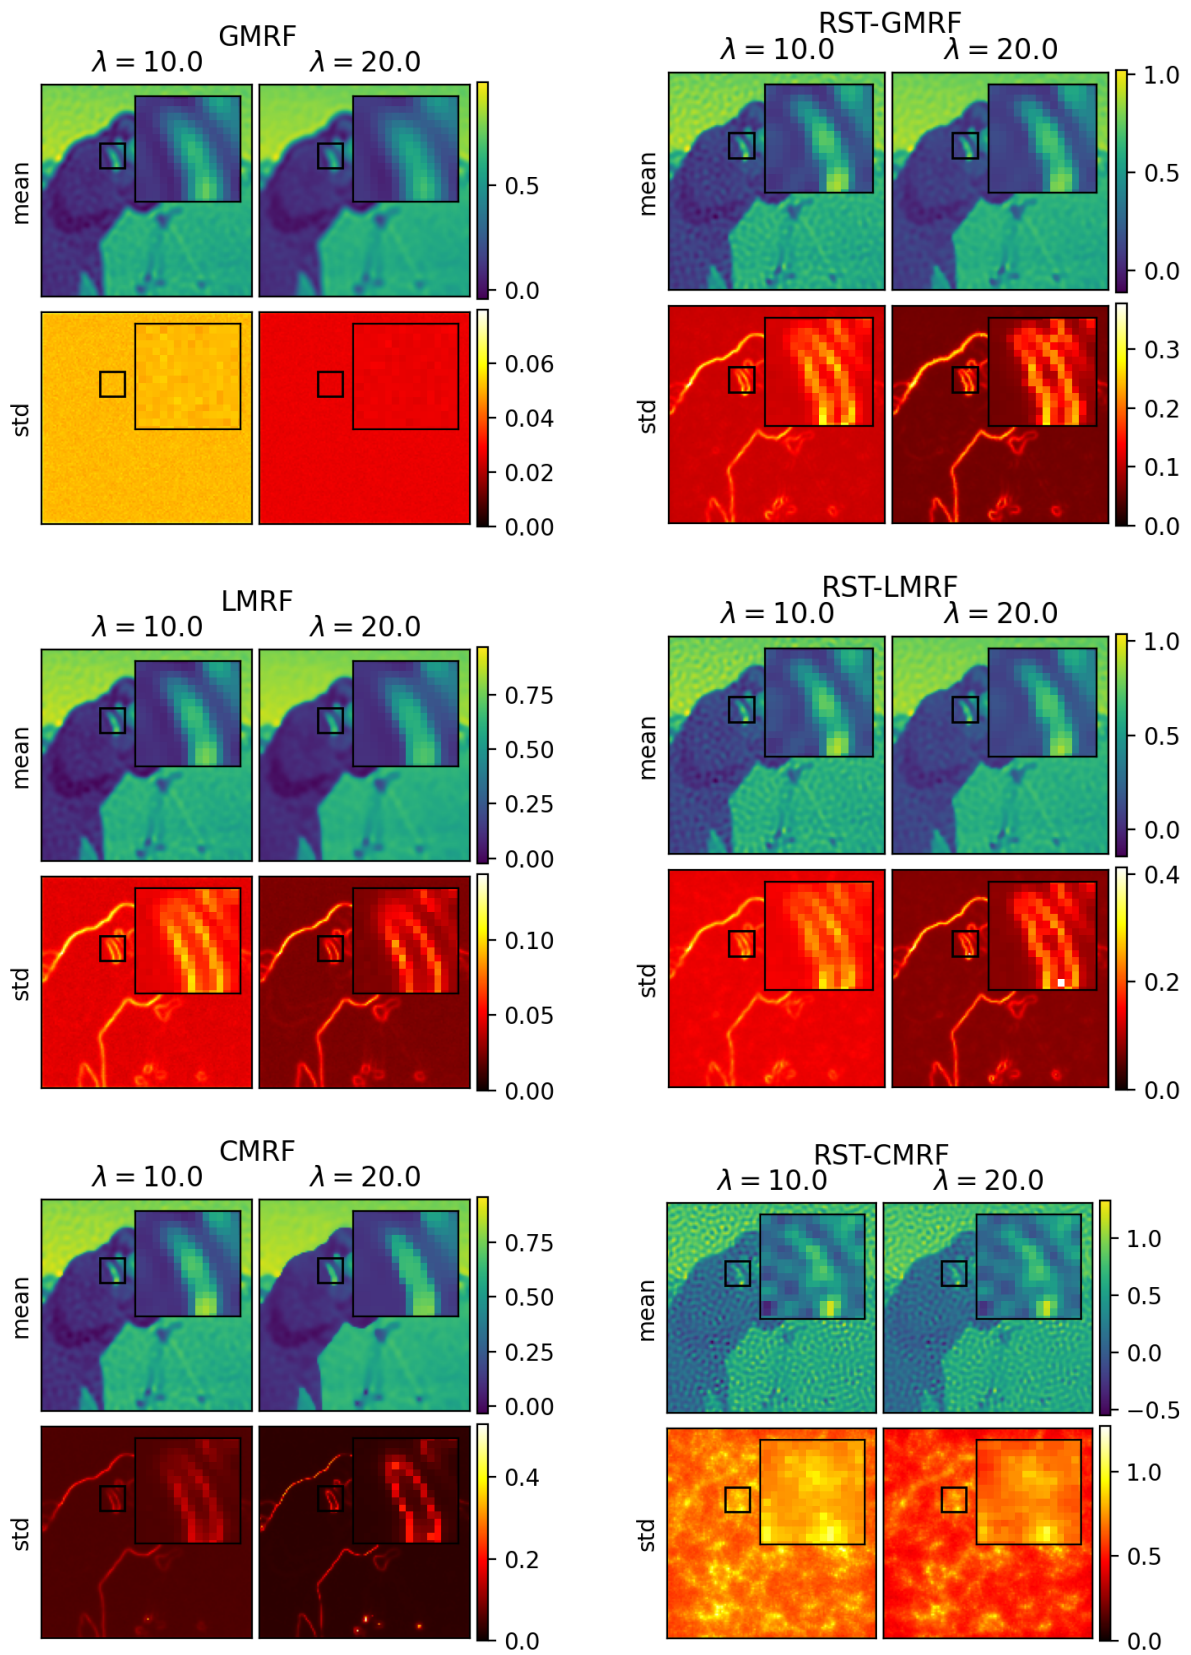 GMRF
λ = 10.0 λ = 20.0
mean
0.5
0.0
std
0.06
0.04
0.02
0.00
RST-GMRF
λ = 10.0 λ = 20.0
mean
1.0
0.5
0.0
std
0.3
0.2
0.1
0.0
LMRF
λ = 10.0 λ = 20.0
mean
0.75
0.50
0.25
0.00
std
0.10
0.05
0.00
RST-LMRF
λ = 10.0 λ = 20.0
mean
1.0
0.5
0.0
std
0.4
0.2
0.0
CMRF
λ = 10.0 λ = 20.0
mean
0.75
0.50
0.25
0.00
std
0.4
0.2
0.0
RST-CMRF
λ = 10.0 λ = 20.0
mean
1.0
0.5
0.0
−0.5
std
1.0
0.5
0.0